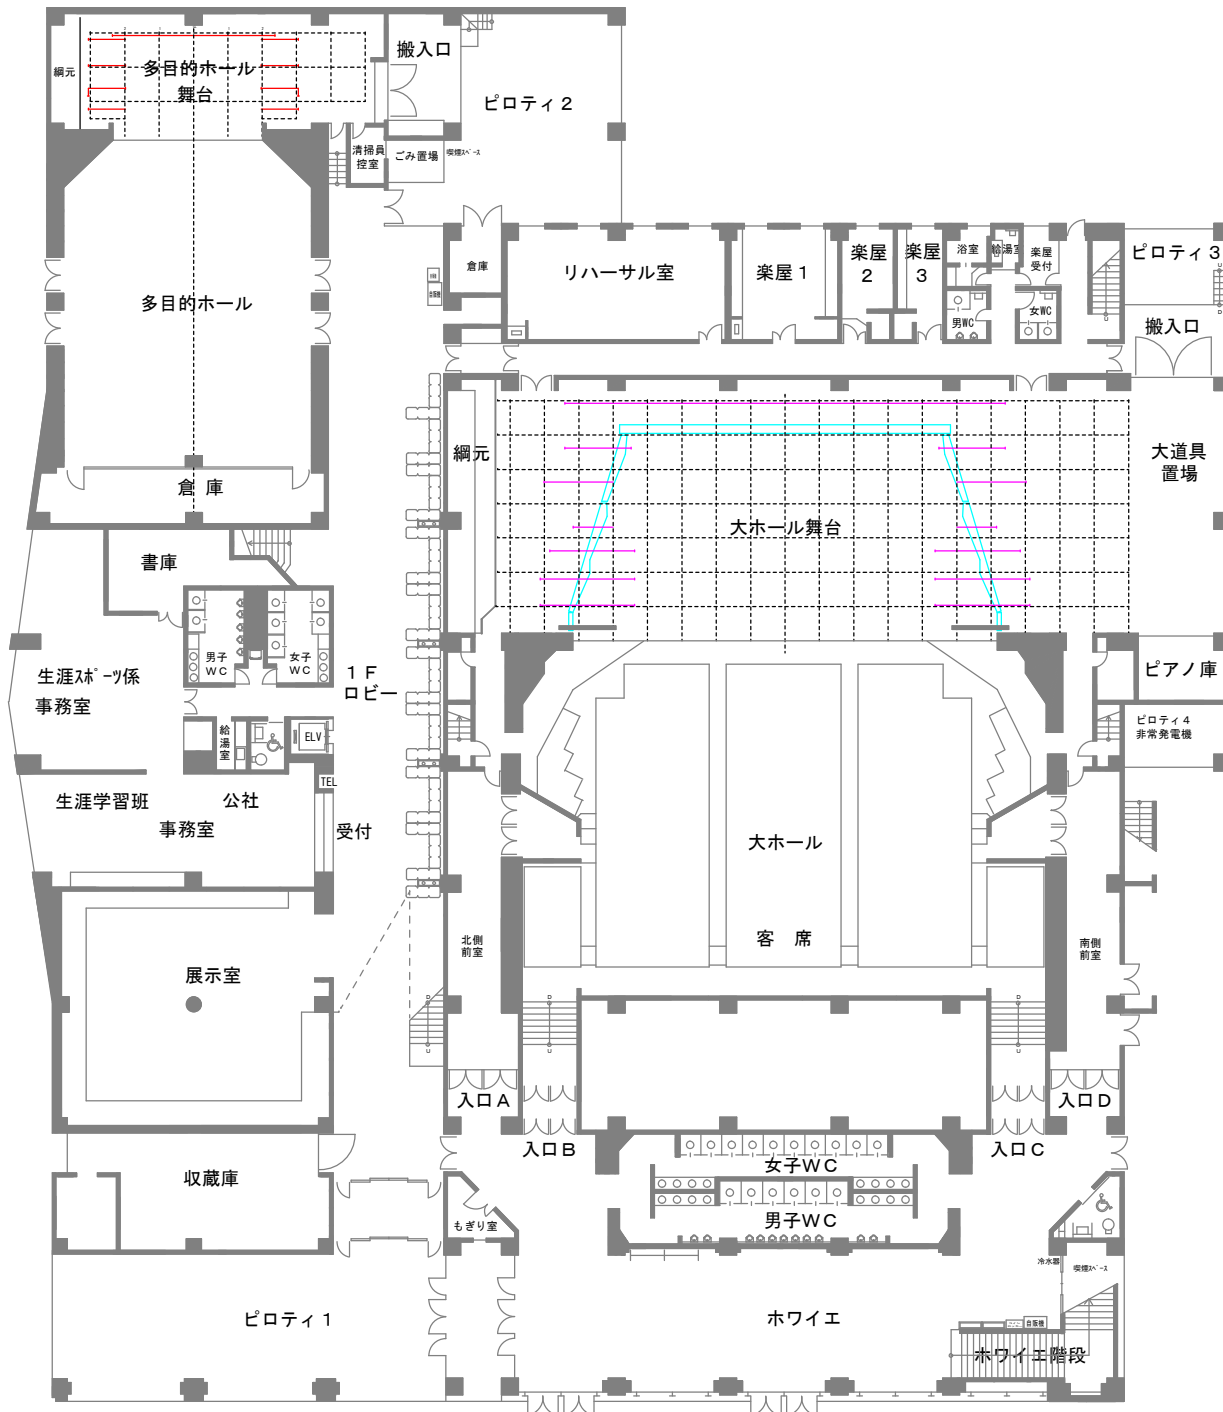 綱元
多目的ホール
舞台
搬入口
ピロティ２
清掃員
控室
ごみ置場
喫煙ｽﾍﾟｰｽ
多目的ホール
倉庫
自販機
リハーサル室
楽屋１
楽屋
２
楽屋
３
浴室
給湯室
楽屋
受付
男WC
女WC
ピロティ３
搬入口
綱元
大ホール舞台
大道具
置場
倉 庫
書庫
男子
ＷＣ
女子
ＷＣ
１Ｆ
ロビー
生涯ｽﾎﾟｰﾂ係
事務室
給
湯
室
ELV
TEL
生涯学習班
公社
事務室
受付
ピアノ庫
ピロティ４
非常発電機
大ホール
客 席
北側
前室
南側
前室
展示室
入口Ａ
入口Ｂ
入口Ｃ
入口Ｄ
収蔵庫
女子ＷＣ
男子ＷＣ
もぎり室
冷水器
喫煙ｽﾍﾟｰｽ
自販機
ピロティ１
ホワイエ
ホワイエ階段